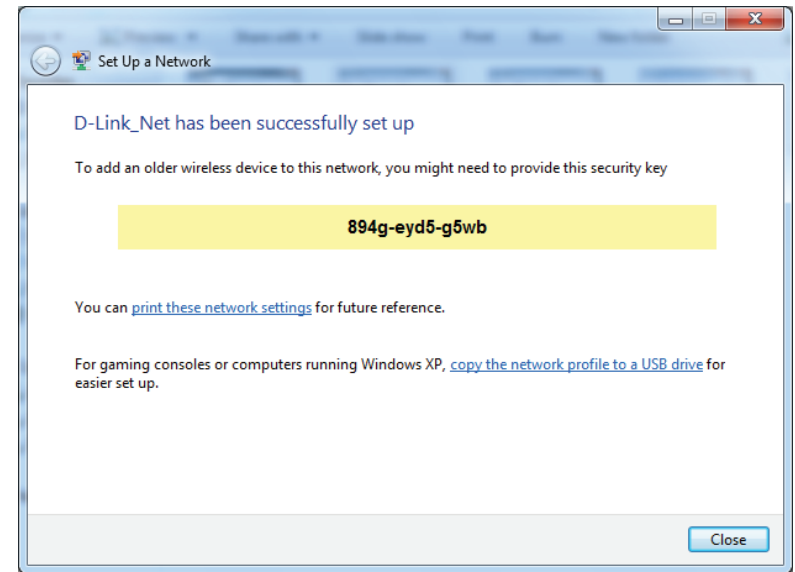 Set Up a Network
D-Link_Net has been successfully set up
To add an older wireless device to this network, you might need to provide this security key
894g-eyd5-g5wb
You can print these network settings for future reference.
For gaming consoles or computers running Windows XP, copy the network profile to a USB drive for
easier set up.
Close